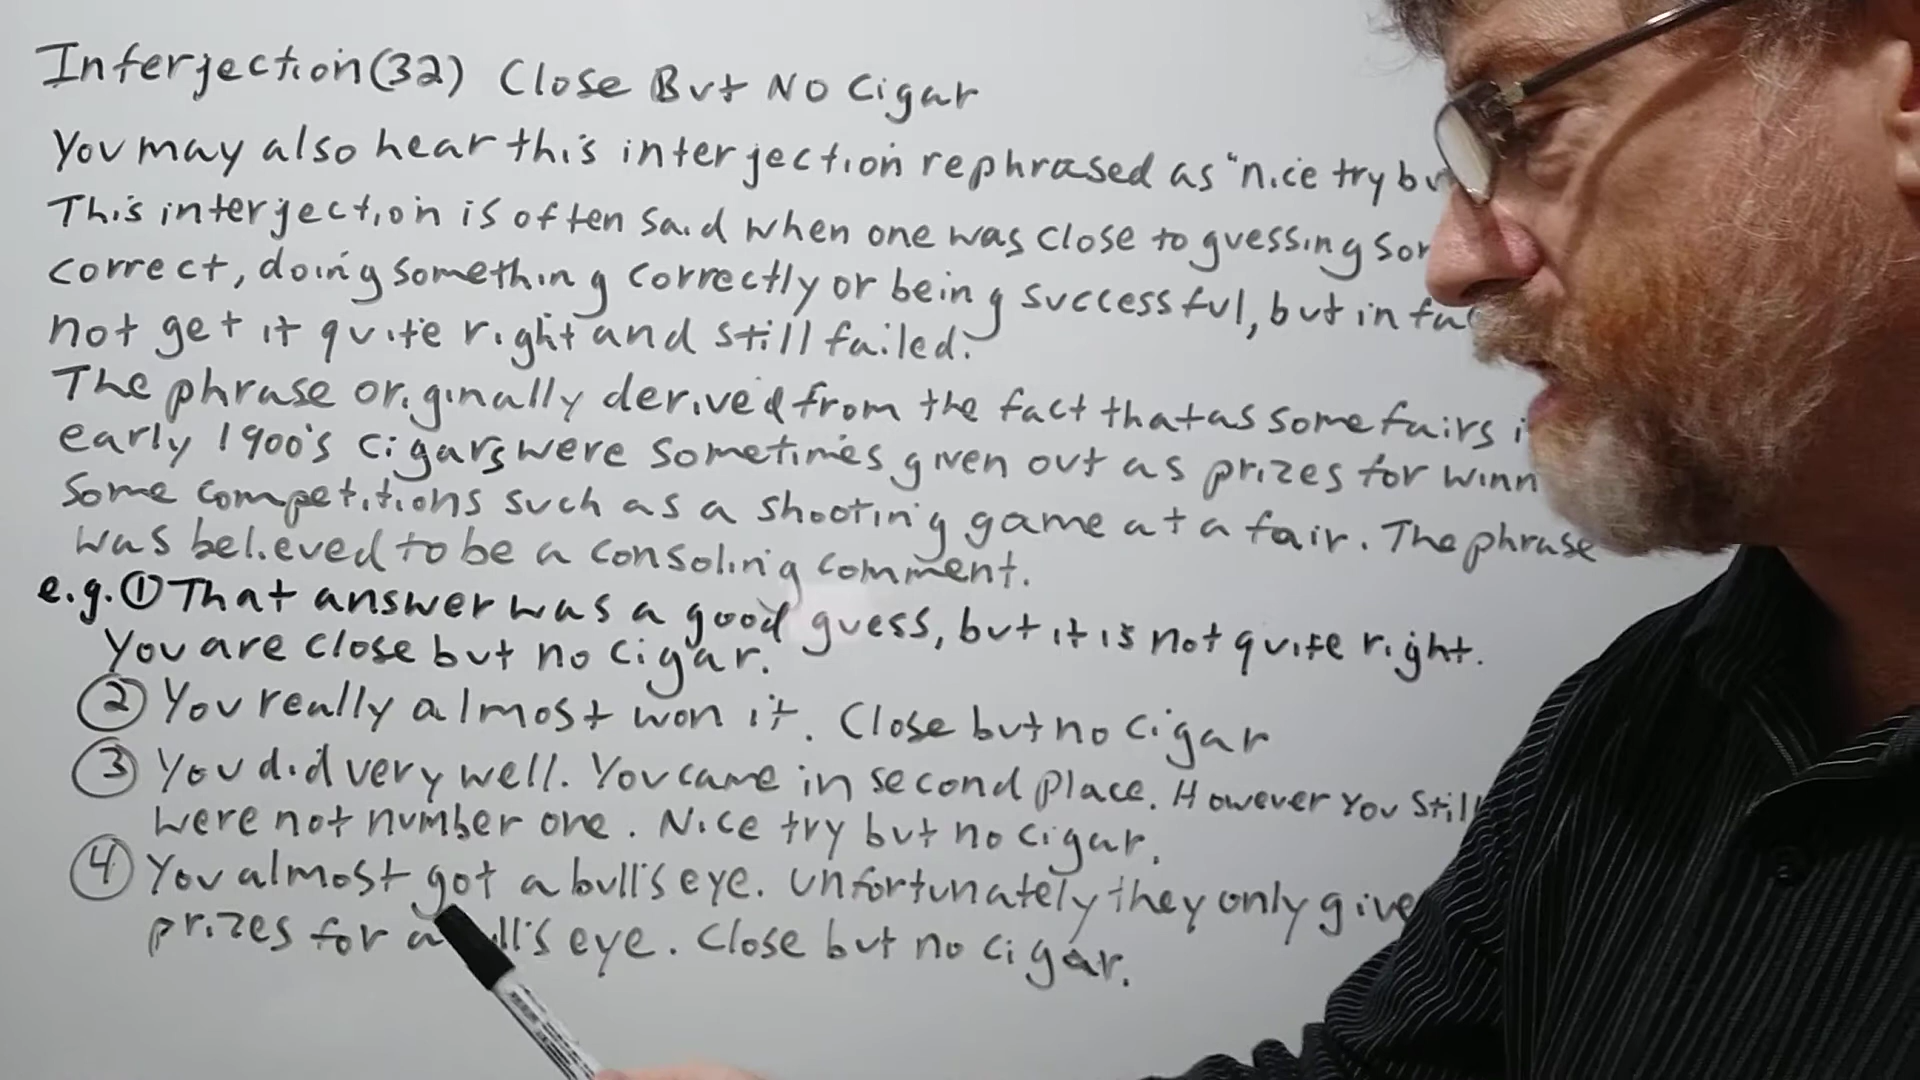 Interjection(32) Close But No Cigar
You may also hear this interjection rephrased as "nice try
This interjection is often said when one was close to guessing
correct, doing something correctly or being successful, but in
not get it quite right and still failed.
The phrase originally derived from the fact that as some fairs
early 1900's cigars were sometimes given out as prizes for
some competitions such as a shooting game at a fair. The phrase
was believed to be a consoling comment.
e.g. ① That answer was a good guess, but it is not quite right.
You are close but no cigar.
② You really almost won it. Close but no cigar
③ You did very well. You came in second place. However You Still
were not number one. Nice try but no cigar.
④ You almost got a bull's eye. Unfortunately they only give
prizes for a eye. Close but no cigar.